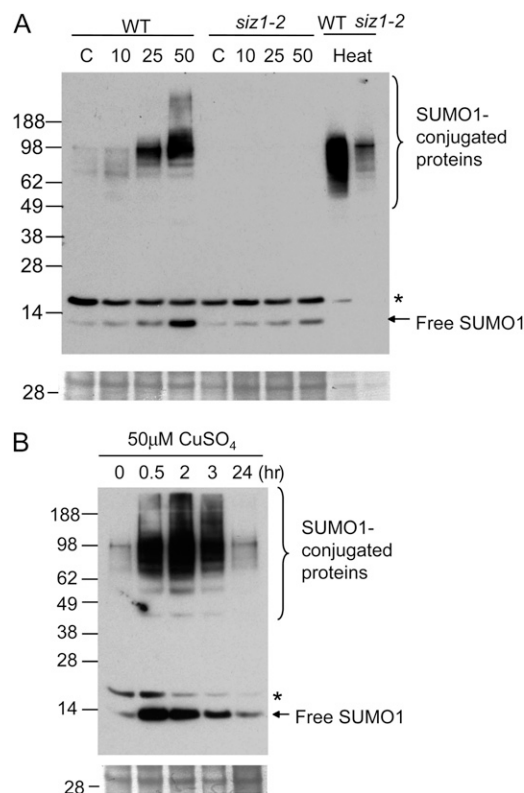 A
WT siz1-2 WT siz1-2
C 10 25 50 C 10 25 50 Heat
188
98
62
49
38
28
14
SUMO1-
conjugated
proteins
*
Free SUMO1
28
B
50μM CuSO₄
0 0.5 2 3 24 (hr)
188
98
62
49
38
28
14
SUMO1-
conjugated
proteins
*
Free SUMO1
28